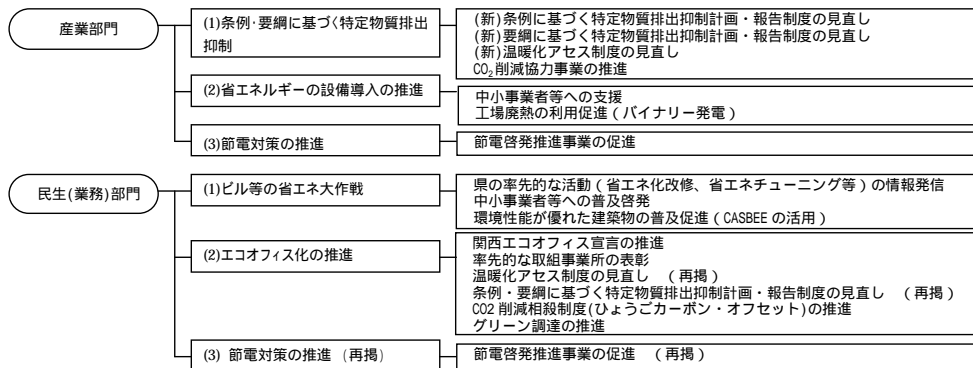 産業部門
(1)条例･要綱に基づく特定物質排出
抑制
(新)条例に基づく特定物質排出抑制計画・報告制度の見直し
(新)要綱に基づく特定物質排出抑制計画・報告制度の見直し
(新)温暖化アセス制度の見直し
CO₂削減協力事業の推進
(2)省エネルギーの設備導入の推進
中小事業者等への支援
工場廃熱の利用促進（バイナリー発電）
(3)節電対策の推進
節電啓発推進事業の促進
民生(業務)部門
(1)ビル等の省エネ大作戦
県の率先的な活動（省エネ化改修、省エネチューニング等）の情報発信
中小事業者等への普及啓発
環境性能が優れた建築物の普及促進（CASBEEの活用）
(2)エコオフィス化の推進
関西エコオフィス宣言の推進
率先的な取組事業所の表彰
温暖化アセス制度の見直し　（再掲）
条例・要綱に基づく特定物質排出抑制計画・報告制度の見直し　（再掲）
CO2削減相殺制度(ひょうごカーボン・オフセット)の推進
グリーン調達の推進
(3) 節電対策の推進（再掲）
節電啓発推進事業の促進　（再掲）